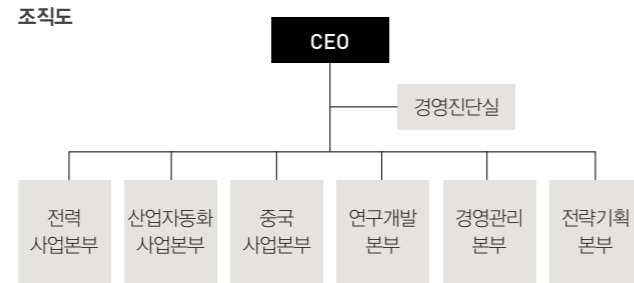 조직도
CEO
경영진단실
전력
사업본부
산업자동화
사업본부
중국
사업본부
연구개발
본부
경영관리
본부
전략기획
본부